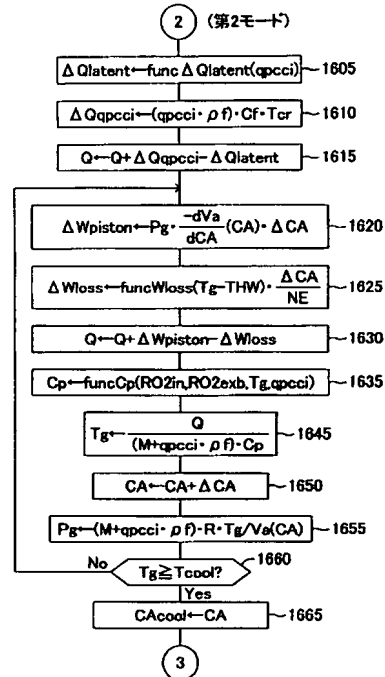 2 (第2モード)
ΔQlatent←func ΔQlatent(qpcci) 1605
ΔQqpcci←(qpcci・ρf)・Cf・Tcr 1610
Q←Q+ΔQqpcci-ΔQlatent 1615
ΔWpiston←Pg・-dVa/dCA(CA)・ΔCA 1620
ΔWloss←funcWloss(Tg-THW)・ΔCA/NE 1625
Q←Q+ΔWpiston-ΔWloss 1630
Cp←funcCp(RO2in,RO2exb,Tg,qpcci) 1635
Tg←Q/(M+qpcci・ρf)・Cp 1645
CA←CA+ΔCA 1650
Pg←(M+qpcci・ρf)・R・Tg/Va(CA) 1655
No Tg≧Tcool? 1660
Yes
CAcool←CA 1665
3